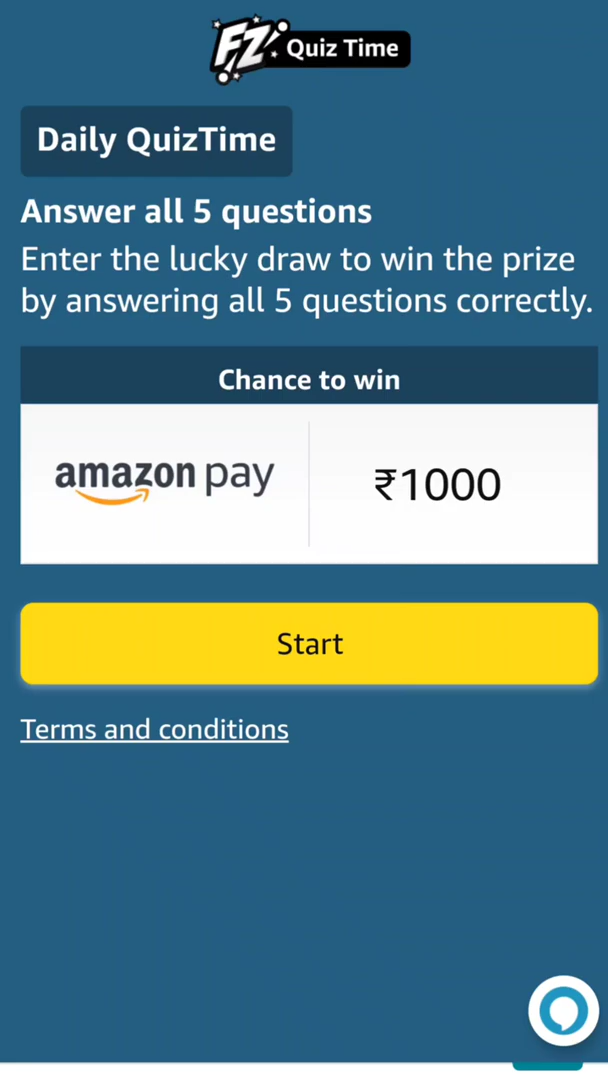 FZ Quiz Time
Daily QuizTime
Answer all 5 questions
Enter the lucky draw to win the prize
by answering all 5 questions correctly.
Chance to win
amazon pay
₹1000
Start
Terms and conditions